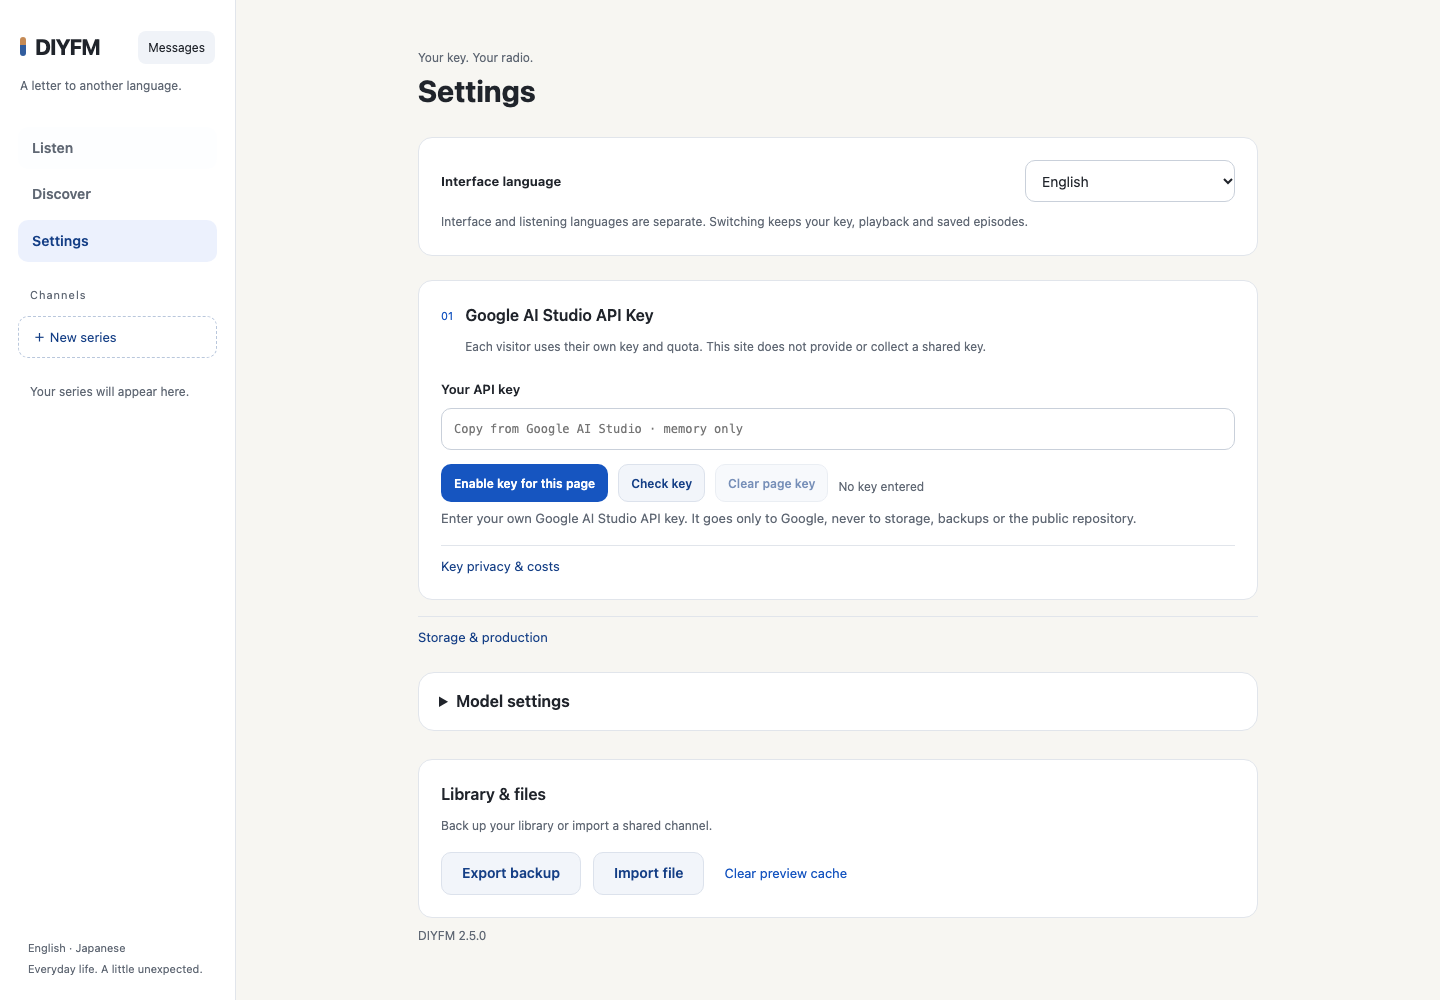 DIYFM
Messages
A letter to another language.
Listen
Discover
Settings
Channels
+ New series
Your series will appear here.
English · Japanese
Everyday life. A little unexpected.
Your key. Your radio.
Settings
Interface language
English
Interface and listening languages are separate. Switching keeps your key, playback and saved episodes.
01 Google AI Studio API Key
Each visitor uses their own key and quota. This site does not provide or collect a shared key.
Your API key
Copy from Google AI Studio · memory only
Enable key for this page
Check key
Clear page key
No key entered
Enter your own Google AI Studio API key. It goes only to Google, never to storage, backups or the public repository.
Key privacy & costs
Storage & production
Model settings
Library & files
Back up your library or import a shared channel.
Export backup
Import file
Clear preview cache
DIYFM 2.5.0